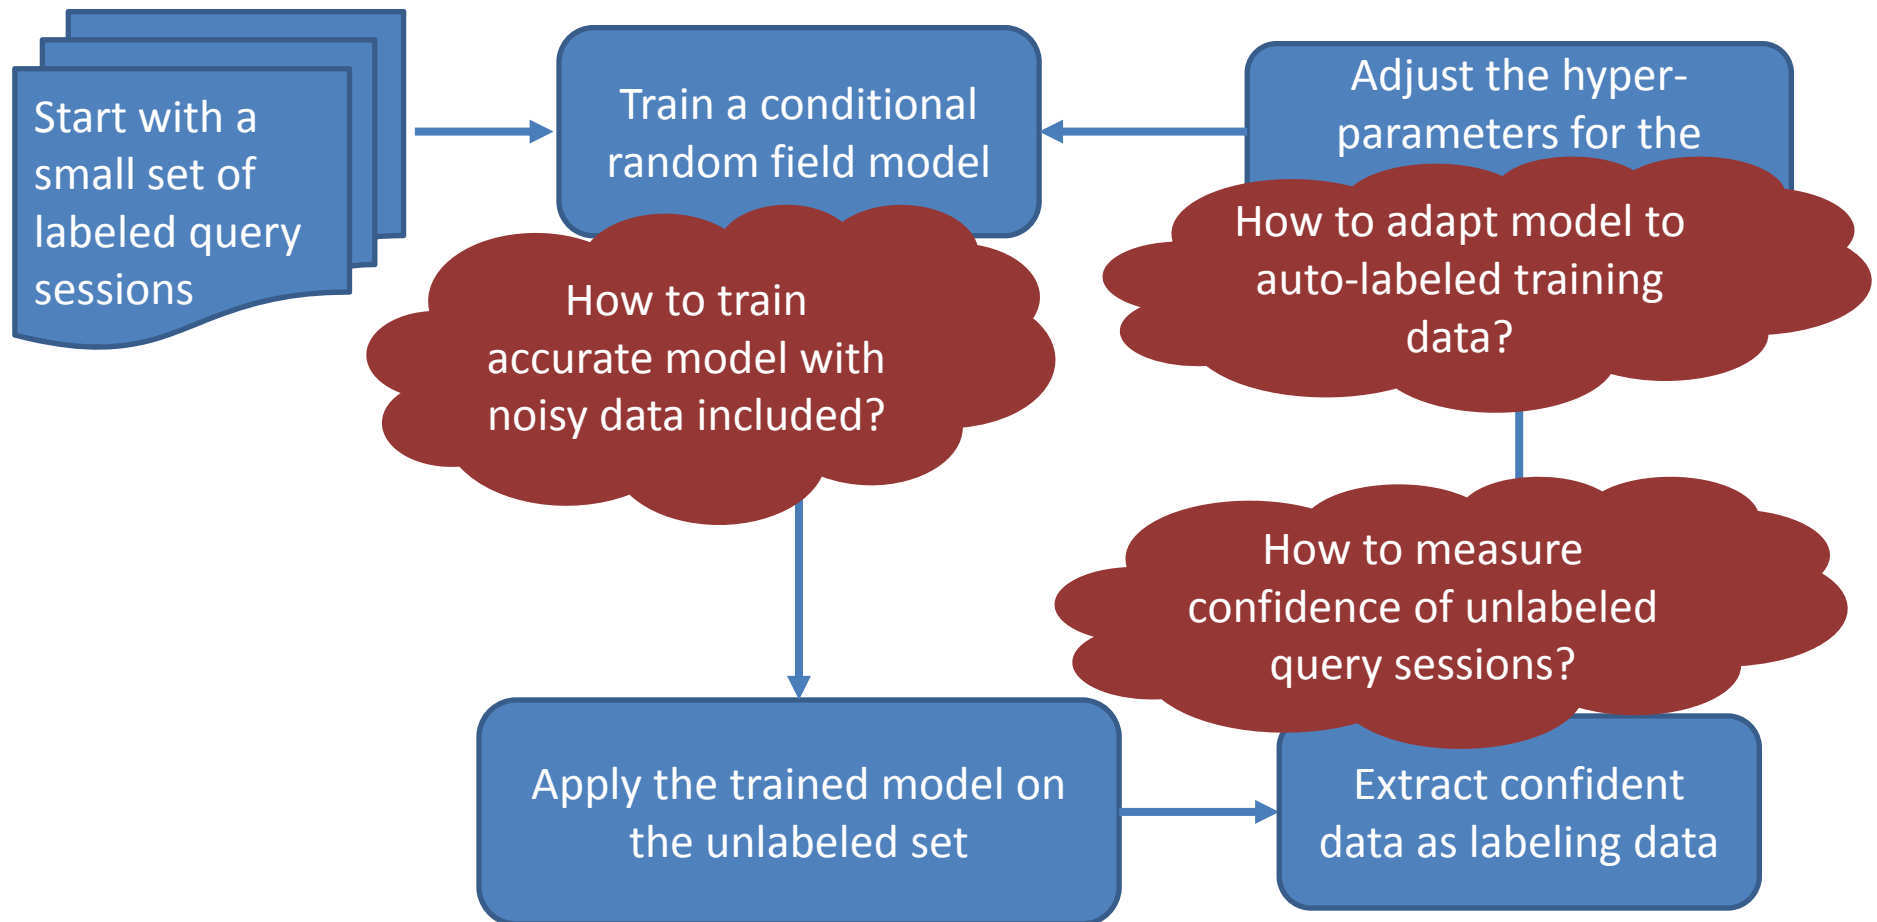 Start with a
small set of
labeled query
sessions
Train a conditional
random field model
Adjust the hyper-
parameters for the
How to train
accurate model with
noisy data included?
How to adapt model to
auto-labeled training
data?
How to measure
confidence of unlabeled
query sessions?
Apply the trained model on
the unlabeled set
Extract confident
data as labeling data